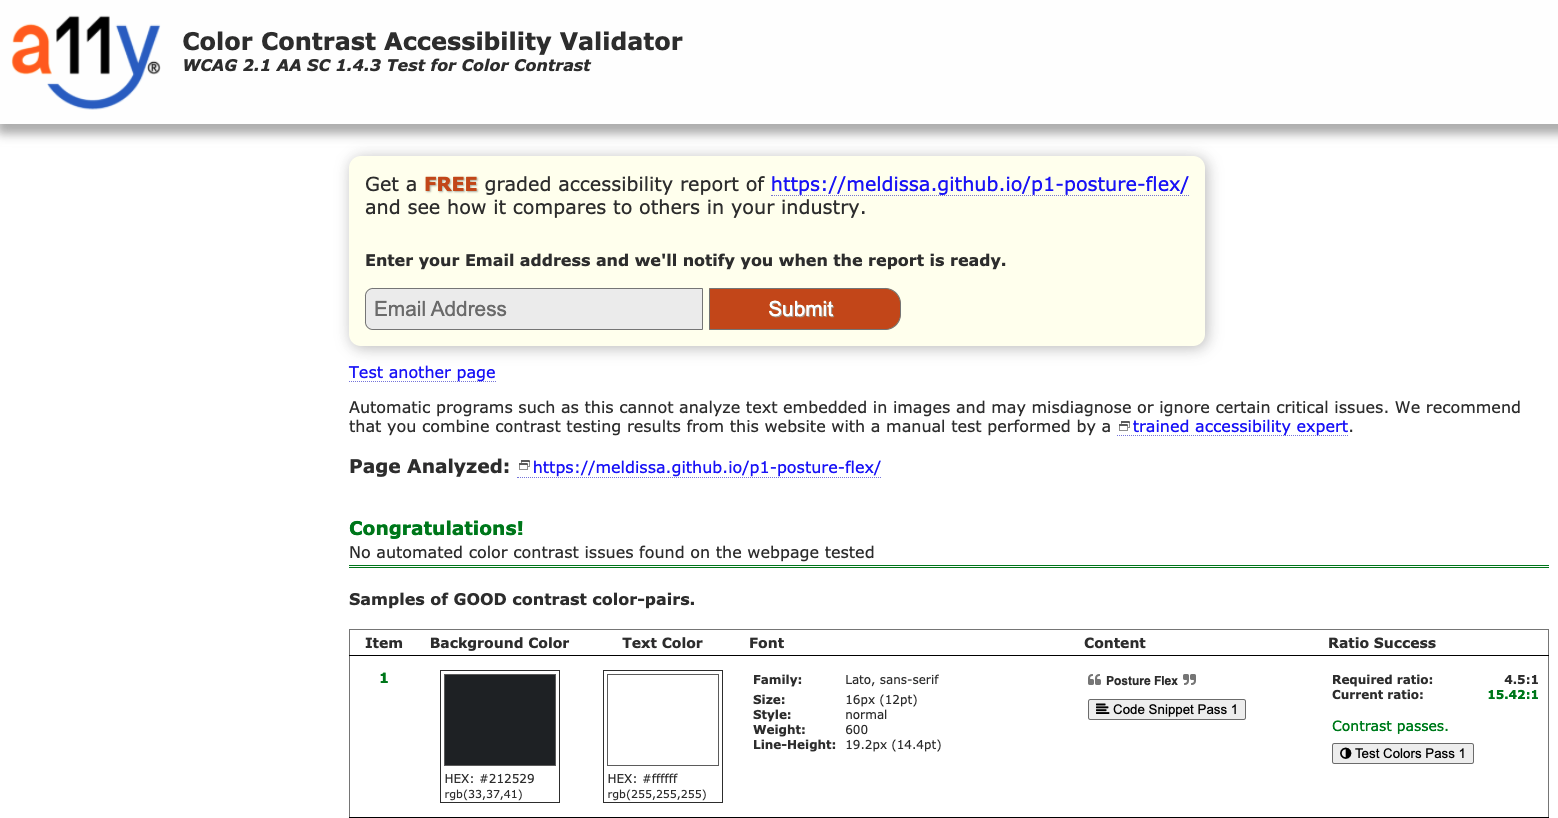 a11y®
Color Contrast Accessibility Validator
WCAG 2.1 AA SC 1.4.3 Test for Color Contrast
Get a FREE graded accessibility report of https://meldissa.github.io/p1-posture-flex/
and see how it compares to others in your industry.
Enter your Email address and we'll notify you when the report is ready.
Email Address Submit
Test another page
Automatic programs such as this cannot analyze text embedded in images and may misdiagnose or ignore certain critical issues. We recommend
that you combine contrast testing results from this website with a manual test performed by a trained accessibility expert.
Page Analyzed: https://meldissa.github.io/p1-posture-flex/
Congratulations!
No automated color contrast issues found on the webpage tested
Samples of GOOD contrast color-pairs.
Item Background Color Text Color Font Content Ratio Success
1
HEX: #212529
rgb(33,37,41)
HEX: #ffffff
rgb(255,255,255)
Family: Lato, sans-serif
Size: 16px (12pt)
Style: normal
Weight: 600
Line-Height: 19.2px (14.4pt)
❝ Posture Flex ❞
Code Snippet Pass 1
Required ratio: 4.5:1
Current ratio: 15.42:1
Contrast passes.
Test Colors Pass 1